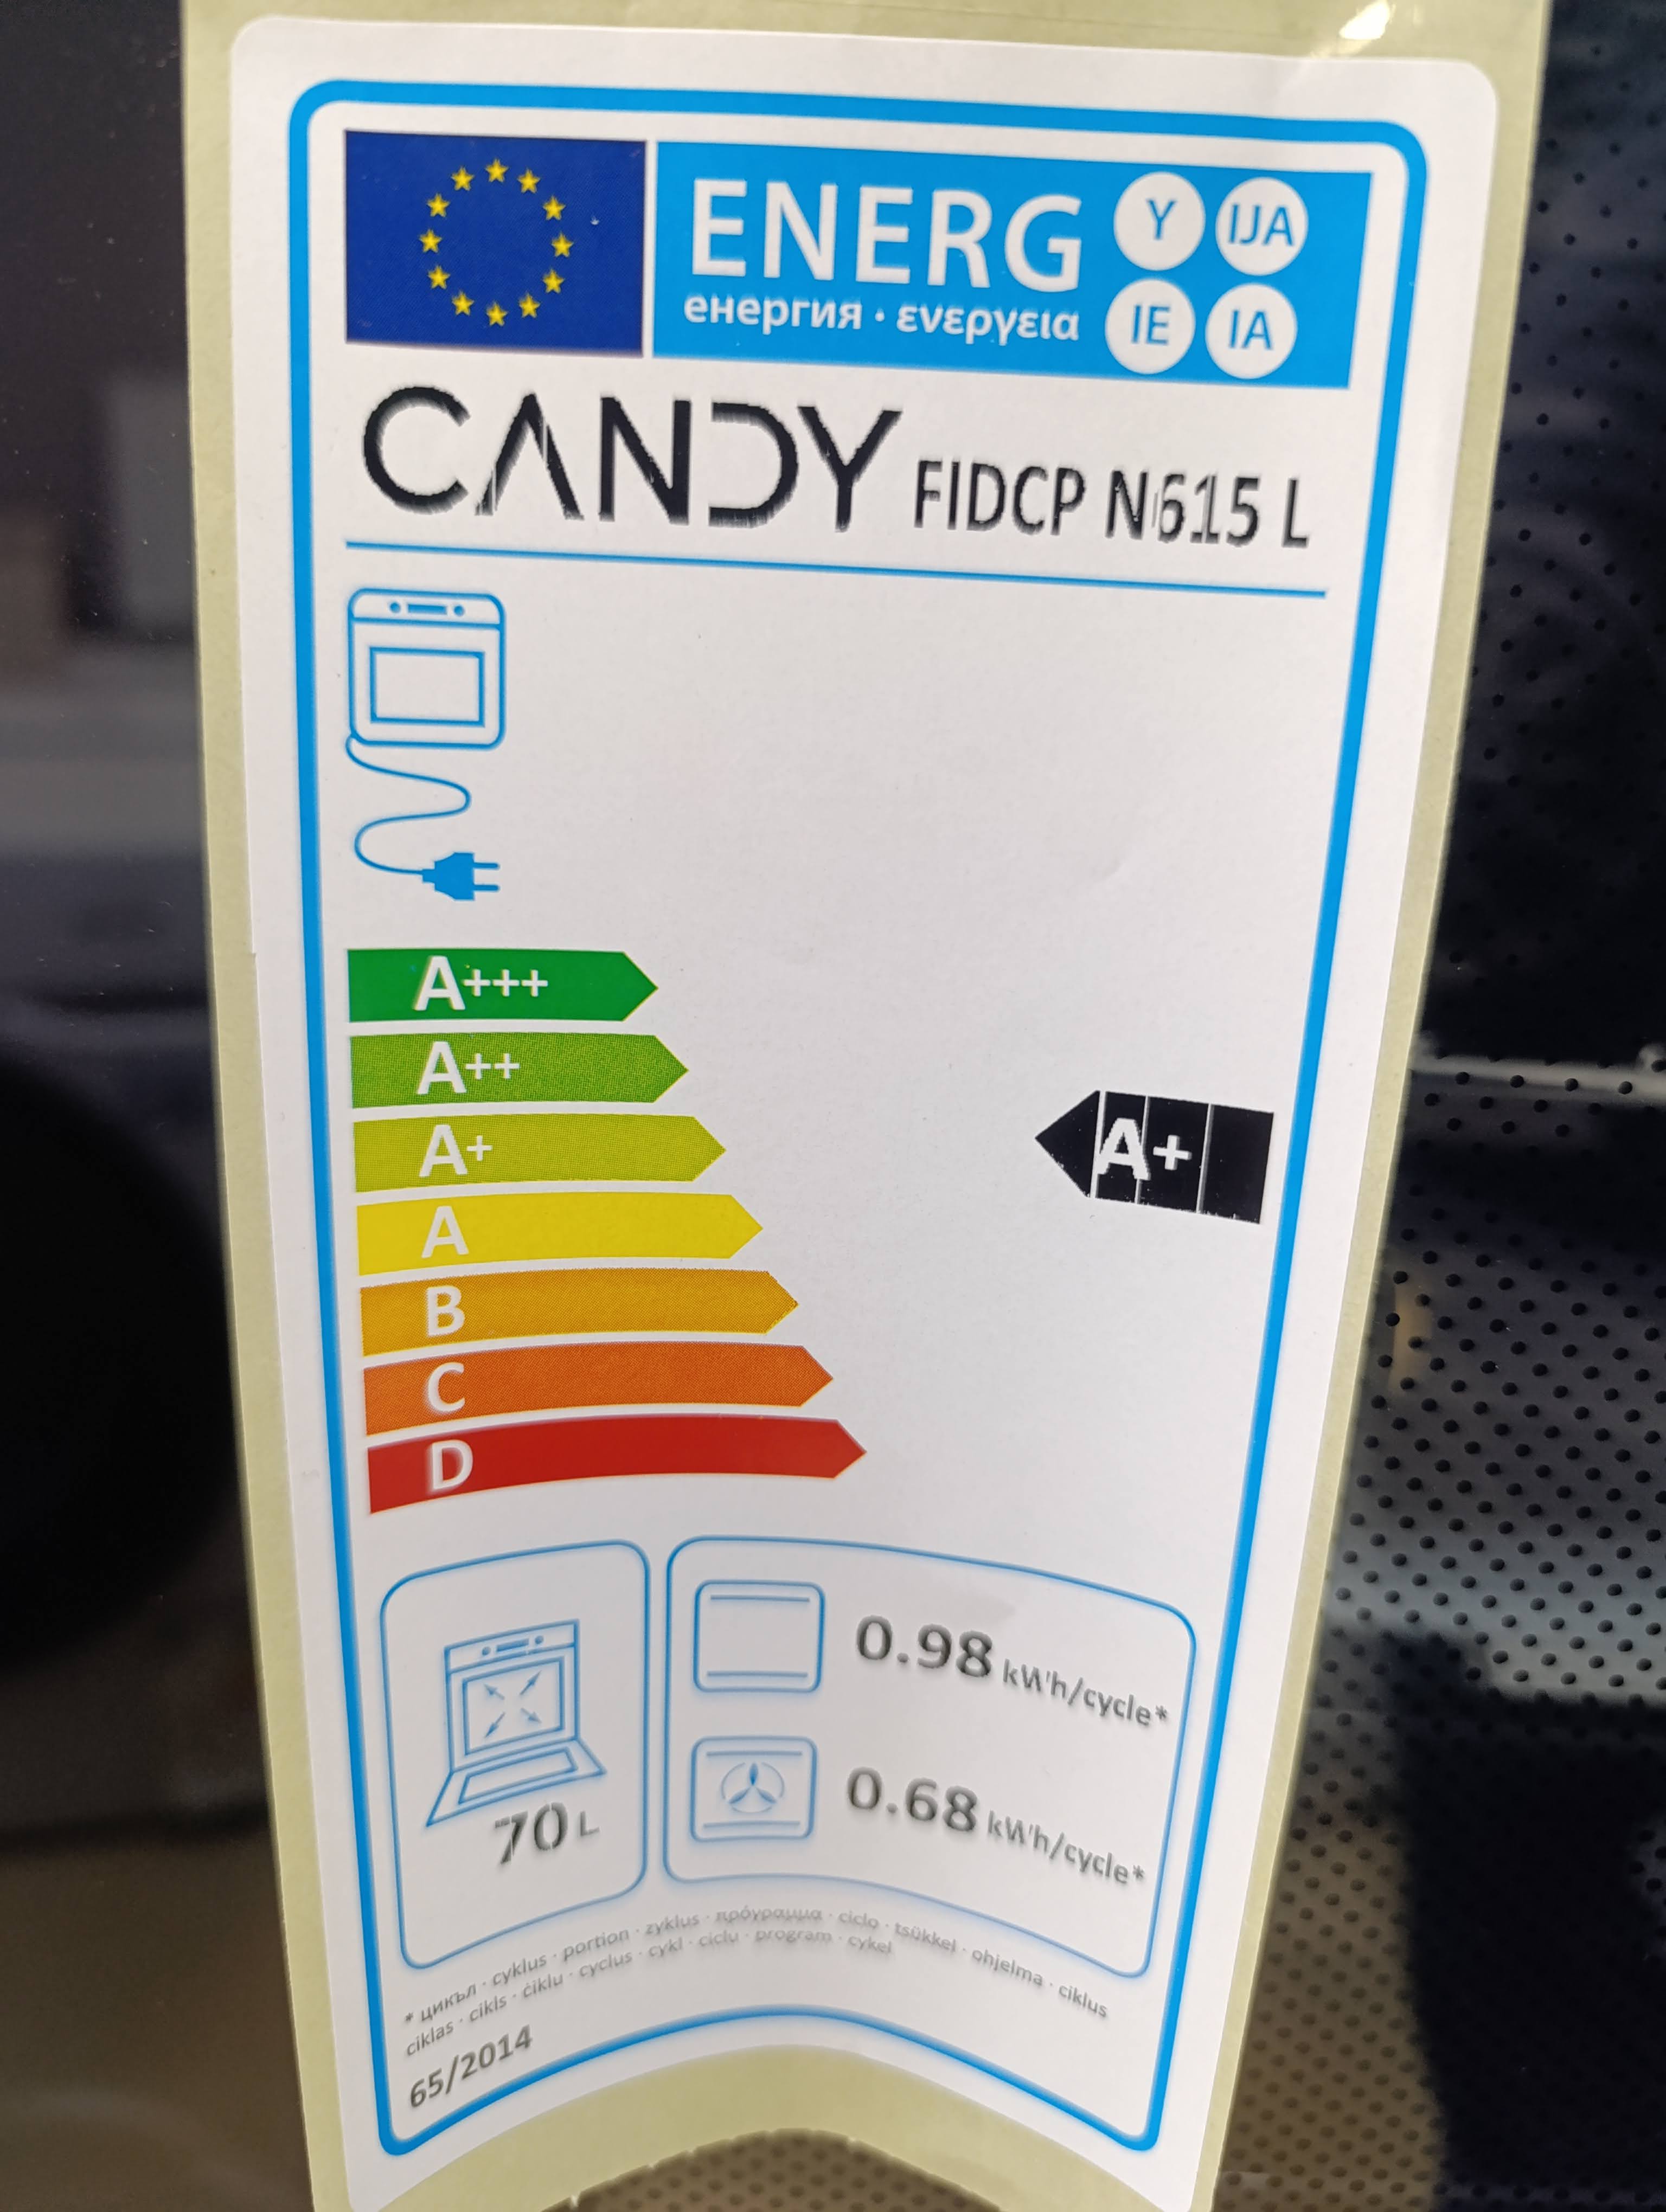 ENERG Y IJA
енергия · ενεργεια IE IA
CANDY FIDCP N615 L
A+++
A++
A+
A+
A
B
C
D
0.98 kWh/cycle*
0.68 kWh/cycle*
70 L
* цикъл · cyklus · portion · zyklus · πρόγραμμα · ciclo · tsükkel · ohjelma · ciklus
ciklas · cikls · ċiklu · cyclus · cykl · ciclu · program · cykel
65/2014